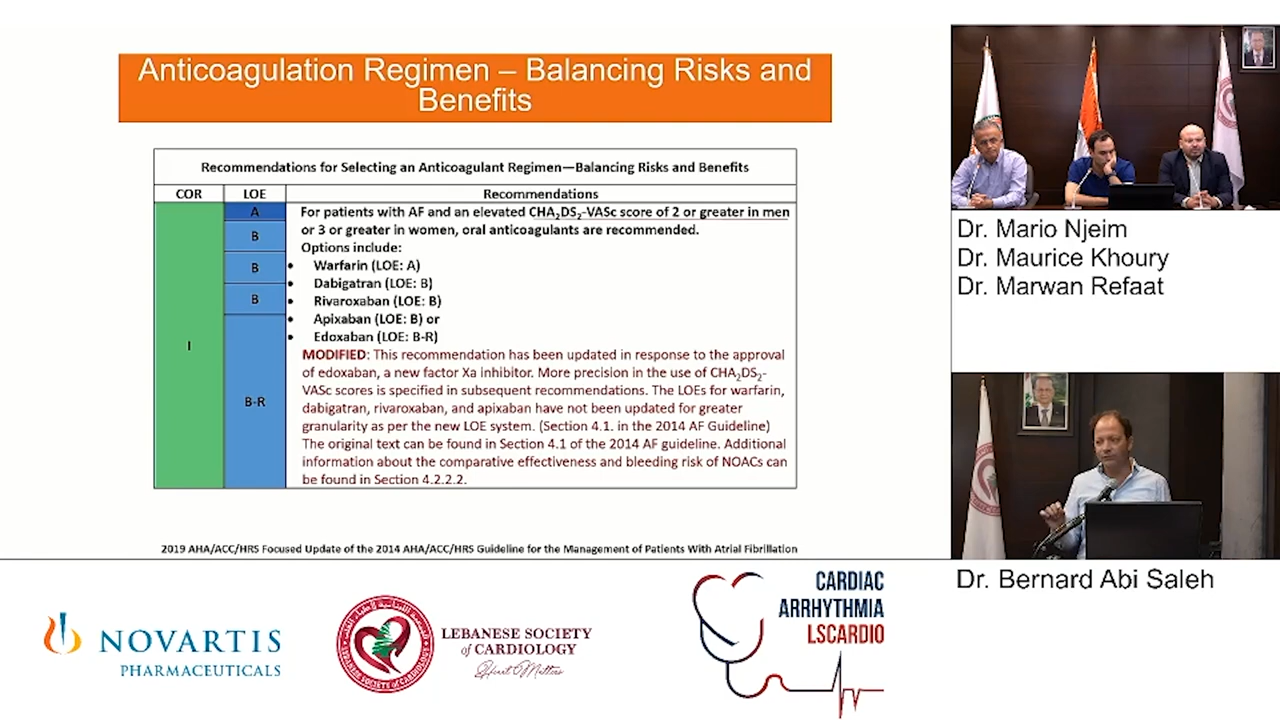 Anticoagulation Regimen – Balancing Risks and
Benefits
Recommendations for Selecting an Anticoagulant Regimen—Balancing Risks and Benefits
COR
LOE
Recommendations
I
A
B
B
B
B-R
For patients with AF and an elevated CHA₂DS₂-VASc score of 2 or greater in men
or 3 or greater in women, oral anticoagulants are recommended.
Options include:
• Warfarin (LOE: A)
• Dabigatran (LOE: B)
• Rivaroxaban (LOE: B)
• Apixaban (LOE: B) or
• Edoxaban (LOE: B-R)
MODIFIED: This recommendation has been updated in response to the approval
of edoxaban, a new factor Xa inhibitor. More precision in the use of CHA₂DS₂-
VASc scores is specified in subsequent recommendations. The LOEs for warfarin,
dabigatran, rivaroxaban, and apixaban have not been updated for greater
granularity as per the new LOE system. (Section 4.1. in the 2014 AF Guideline)
The original text can be found in Section 4.1 of the 2014 AF guideline. Additional
information about the comparative effectiveness and bleeding risk of NOACs can
be found in Section 4.2.2.2.
2019 AHA/ACC/HRS Focused Update of the 2014 AHA/ACC/HRS Guideline for the Management of Patients With Atrial Fibrillation
Dr. Mario Njeim
Dr. Maurice Khoury
Dr. Marwan Refaat
Dr. Bernard Abi Saleh
NOVARTIS
PHARMACEUTICALS
LEBANESE SOCIETY
of CARDIOLOGY
Heart Matters
CARDIAC
ARRHYTHMIA
LSCARDIO